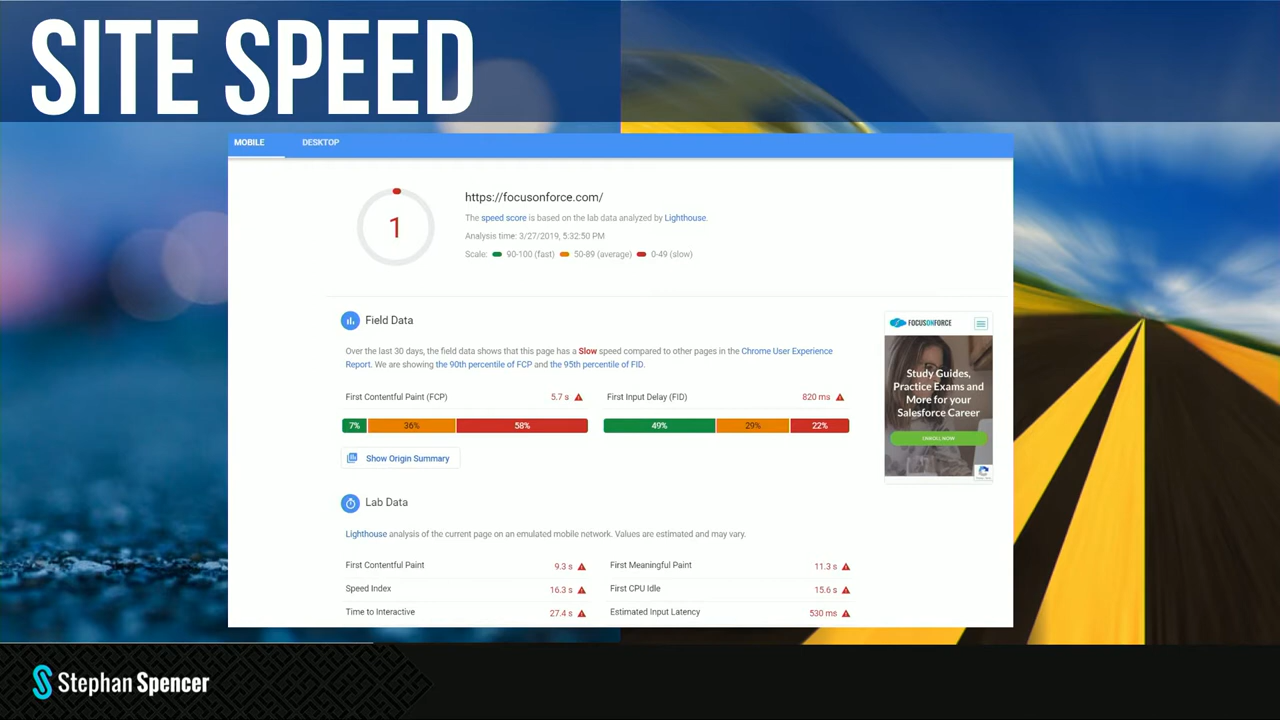 SITE SPEED
MOBILE DESKTOP
1
https://focusonforce.com/
The speed score is based on the lab data analyzed by Lighthouse.
Analysis time: 3/27/2019, 5:32:50 PM
Scale: 90-100 (fast) 50-89 (average) 0-49 (slow)
Field Data
Over the last 30 days, the field data shows that this page has a Slow speed compared to other pages in the Chrome User Experience
Report. We are showing the 90th percentile of FCP and the 95th percentile of FID.
First Contentful Paint (FCP) 5.7 s
First Input Delay (FID) 820 ms
7% 36% 58%
49% 29% 22%
Show Origin Summary
FOCUSONFORCE
Study Guides,
Practice Exams and
More for your
Salesforce Career
ENROLL NOW
Lab Data
Lighthouse analysis of the current page on an emulated mobile network. Values are estimated and may vary.
First Contentful Paint 9.3 s First Meaningful Paint 11.3 s
Speed Index 16.3 s First CPU Idle 15.6 s
Time to Interactive 27.4 s Estimated Input Latency 530 ms
Stephan Spencer